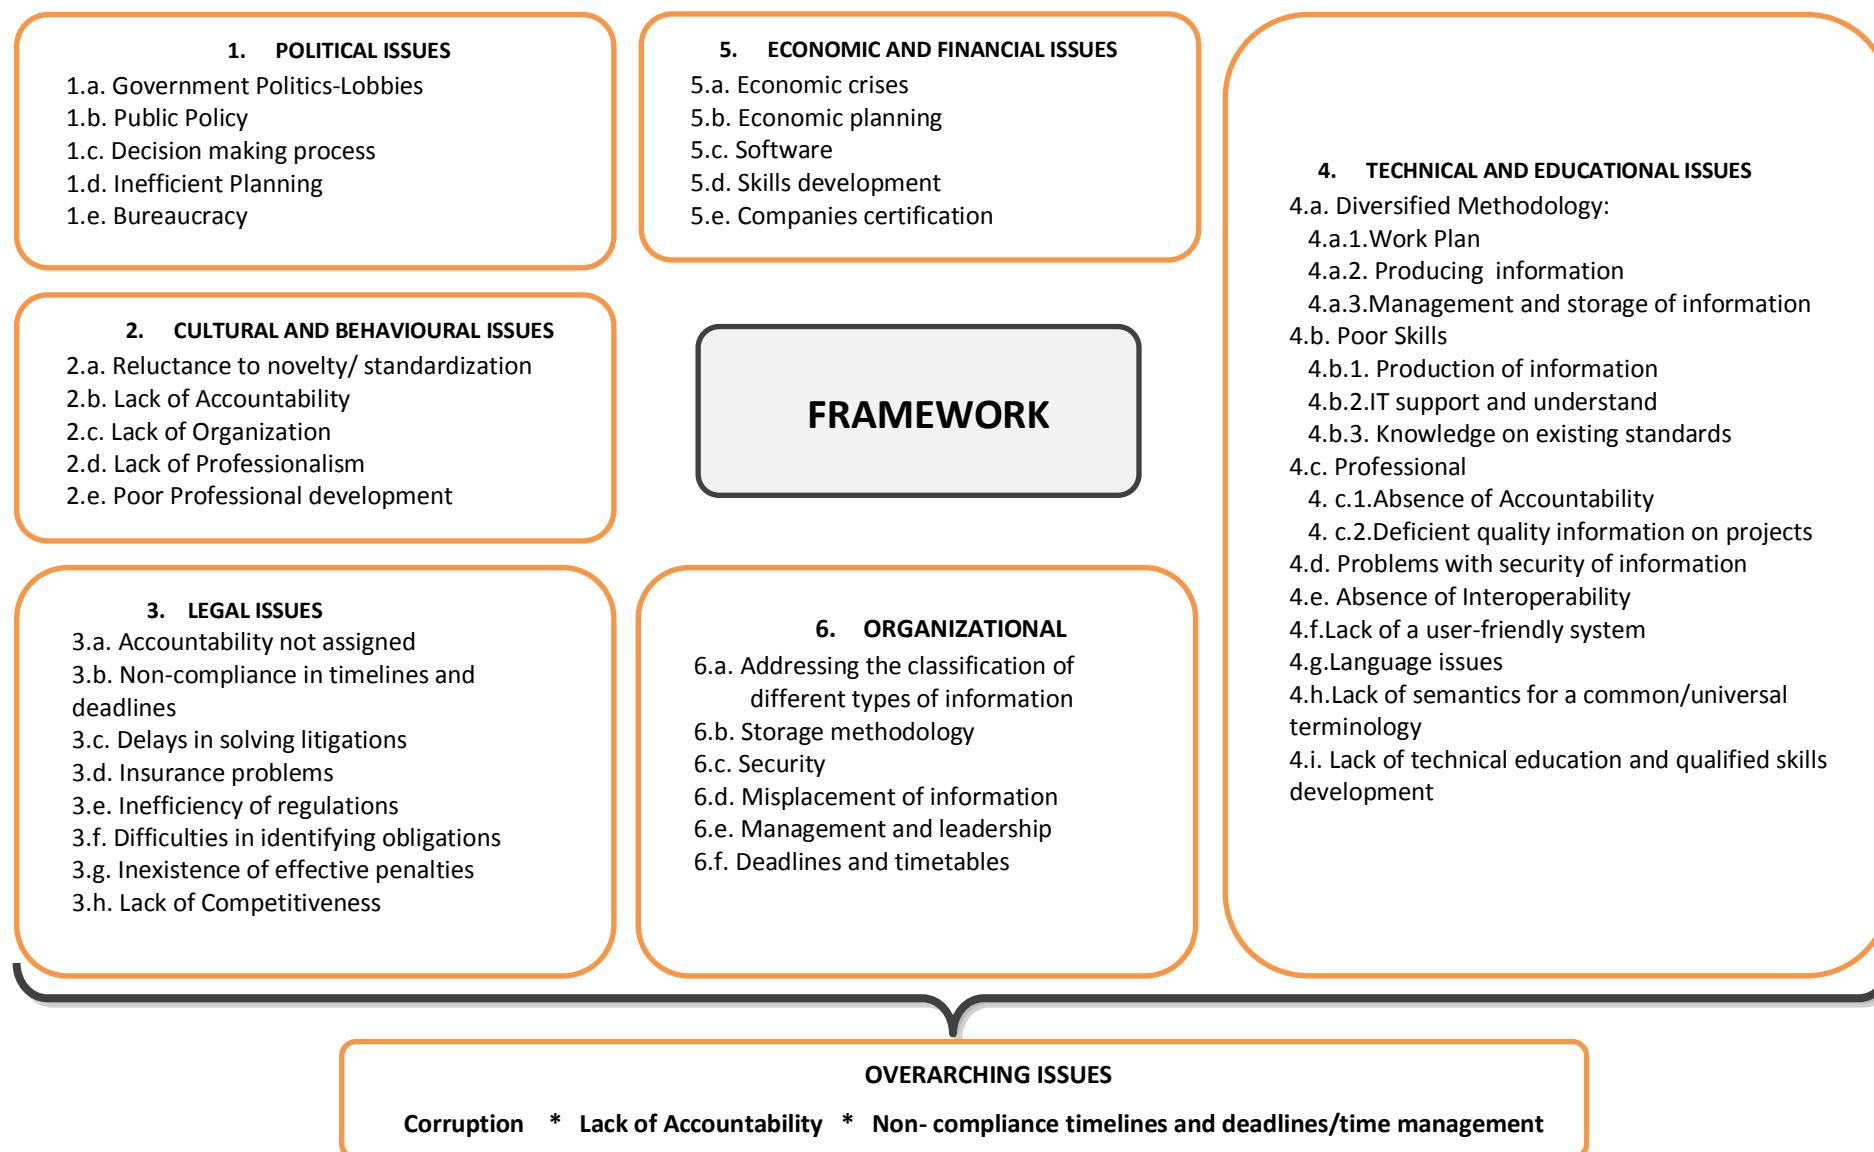 1. POLITICAL ISSUES
1.a. Government Politics-Lobbies
1.b. Public Policy
1.c. Decision making process
1.d. Inefficient Planning
1.e. Bureaucracy
2. CULTURAL AND BEHAVIOURAL ISSUES
2.a. Reluctance to novelty/ standardization
2.b. Lack of Accountability
2.c. Lack of Organization
2.d. Lack of Professionalism
2.e. Poor Professional development
3. LEGAL ISSUES
3.a. Accountability not assigned
3.b. Non-compliance in timelines and
deadlines
3.c. Delays in solving litigations
3.d. Insurance problems
3.e. Inefficiency of regulations
3.f. Difficulties in identifying obligations
3.g. Inexistence of effective penalties
3.h. Lack of Competitiveness
5. ECONOMIC AND FINANCIAL ISSUES
5.a. Economic crises
5.b. Economic planning
5.c. Software
5.d. Skills development
5.e. Companies certification
FRAMEWORK
6. ORGANIZATIONAL
6.a. Addressing the classification of
different types of information
6.b. Storage methodology
6.c. Security
6.d. Misplacement of information
6.e. Management and leadership
6.f. Deadlines and timetables
4. TECHNICAL AND EDUCATIONAL ISSUES
4.a. Diversified Methodology:
4.a.1.Work Plan
4.a.2. Producing information
4.a.3.Management and storage of information
4.b. Poor Skills
4.b.1. Production of information
4.b.2.IT support and understand
4.b.3. Knowledge on existing standards
4.c. Professional
4. c.1.Absence of Accountability
4. c.2.Deficient quality information on projects
4.d. Problems with security of information
4.e. Absence of Interoperability
4.f.Lack of a user-friendly system
4.g.Language issues
4.h.Lack of semantics for a common/universal
terminology
4.i. Lack of technical education and qualified skills
development
OVERARCHING ISSUES
Corruption * Lack of Accountability * Non- compliance timelines and deadlines/time management